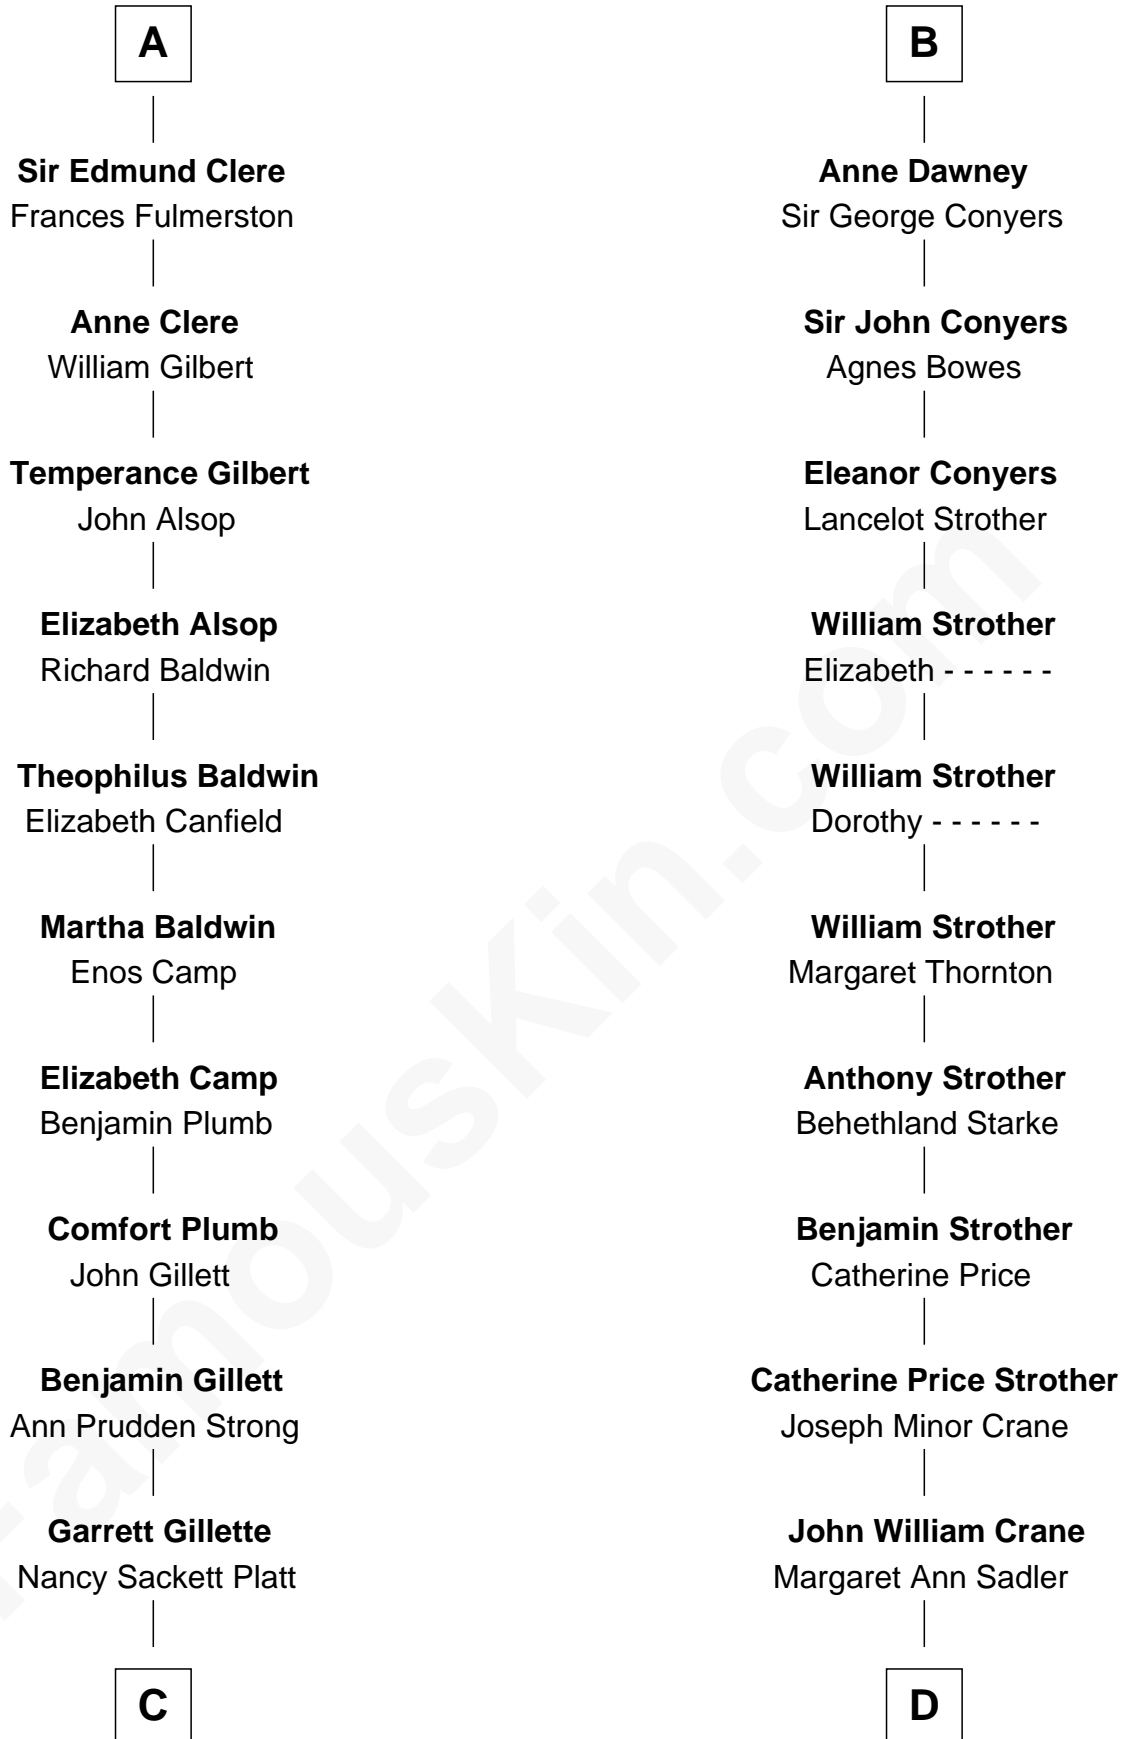 A
Sir Edmund Clere
Frances Fulmerston
Anne Clere
William Gilbert
Temperance Gilbert
John Alsop
Elizabeth Alsop
Richard Baldwin
Theophilus Baldwin
Elizabeth Canfield
Martha Baldwin
Enos Camp
Elizabeth Camp
Benjamin Plumb
Comfort Plumb
John Gillett
Benjamin Gillett
Ann Prudden Strong
Garrett Gillette
Nancy Sackett Platt
C
B
Anne Dawney
Sir George Conyers
Sir John Conyers
Agnes Bowes
Eleanor Conyers
Lancelot Strother
William Strother
Elizabeth - - - - - -
William Strother
Dorothy - - - - - -
William Strother
Margaret Thornton
Anthony Strother
Behethland Starke
Benjamin Strother
Catherine Price
Catherine Price Strother
Joseph Minor Crane
John William Crane
Margaret Ann Sadler
D
FamousKin.com